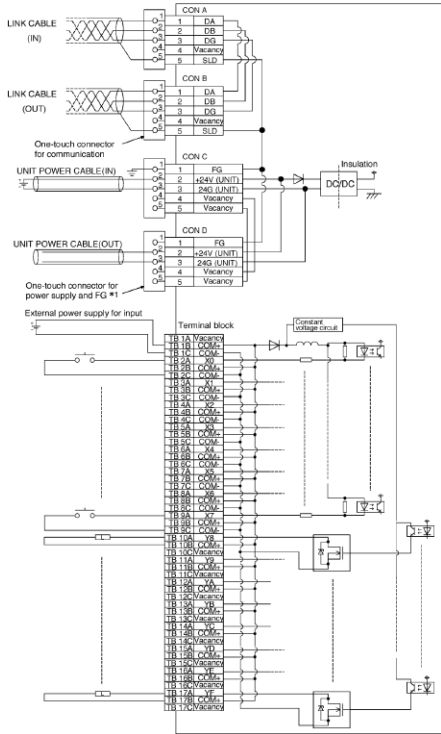 CON A
LINK CABLE
(IN)
1 DA
2 DB
3 DG
4 Vacancy
5 SLD
CON B
LINK CABLE
(OUT)
1 DA
2 DB
3 DG
4 Vacancy
5 SLD
One-touch connector
for communication
CON C
UNIT POWER CABLE(IN)
1 FG
2 +24V (UNIT)
3 24G (UNIT)
4 Vacancy
5 Vacancy
Insulation
DC/DC
CON D
UNIT POWER CABLE(OUT)
1 FG
2 +24V (UNIT)
3 24G (UNIT)
4 Vacancy
5 Vacancy
One-touch connector for
power supply and FG *1
External power supply for input
Terminal block
Constant
voltage circuit
TB 1A Vacancy
TB 1B COM+
TB 1C COM-
TB 2A X0
TB 2B COM+
TB 2C COM-
TB 3A X1
TB 3B COM+
TB 3C COM-
TB 4A X2
TB 4B COM+
TB 4C COM-
TB 5A X3
TB 5B COM+
TB 5C COM-
TB 6A X4
TB 6B COM+
TB 6C COM-
TB 7A X5
TB 7B COM+
TB 7C COM-
TB 8A X6
TB 8B COM+
TB 8C COM-
TB 9A X7
TB 9B COM+
TB 9C COM-
TB 10A Y8
TB 10B COM+
TB 10C Vacancy
TB 11A Y9
TB 11B COM+
TB 11C Vacancy
TB 12A YA
TB 12B COM+
TB 12C Vacancy
TB 13A YB
TB 13B COM+
TB 13C Vacancy
TB 14A YC
TB 14B COM+
TB 14C Vacancy
TB 15A YD
TB 15B COM+
TB 15C Vacancy
TB 16A YE
TB 16B COM+
TB 16C Vacancy
TB 17A YF
TB 17B COM+
TB 17C Vacancy